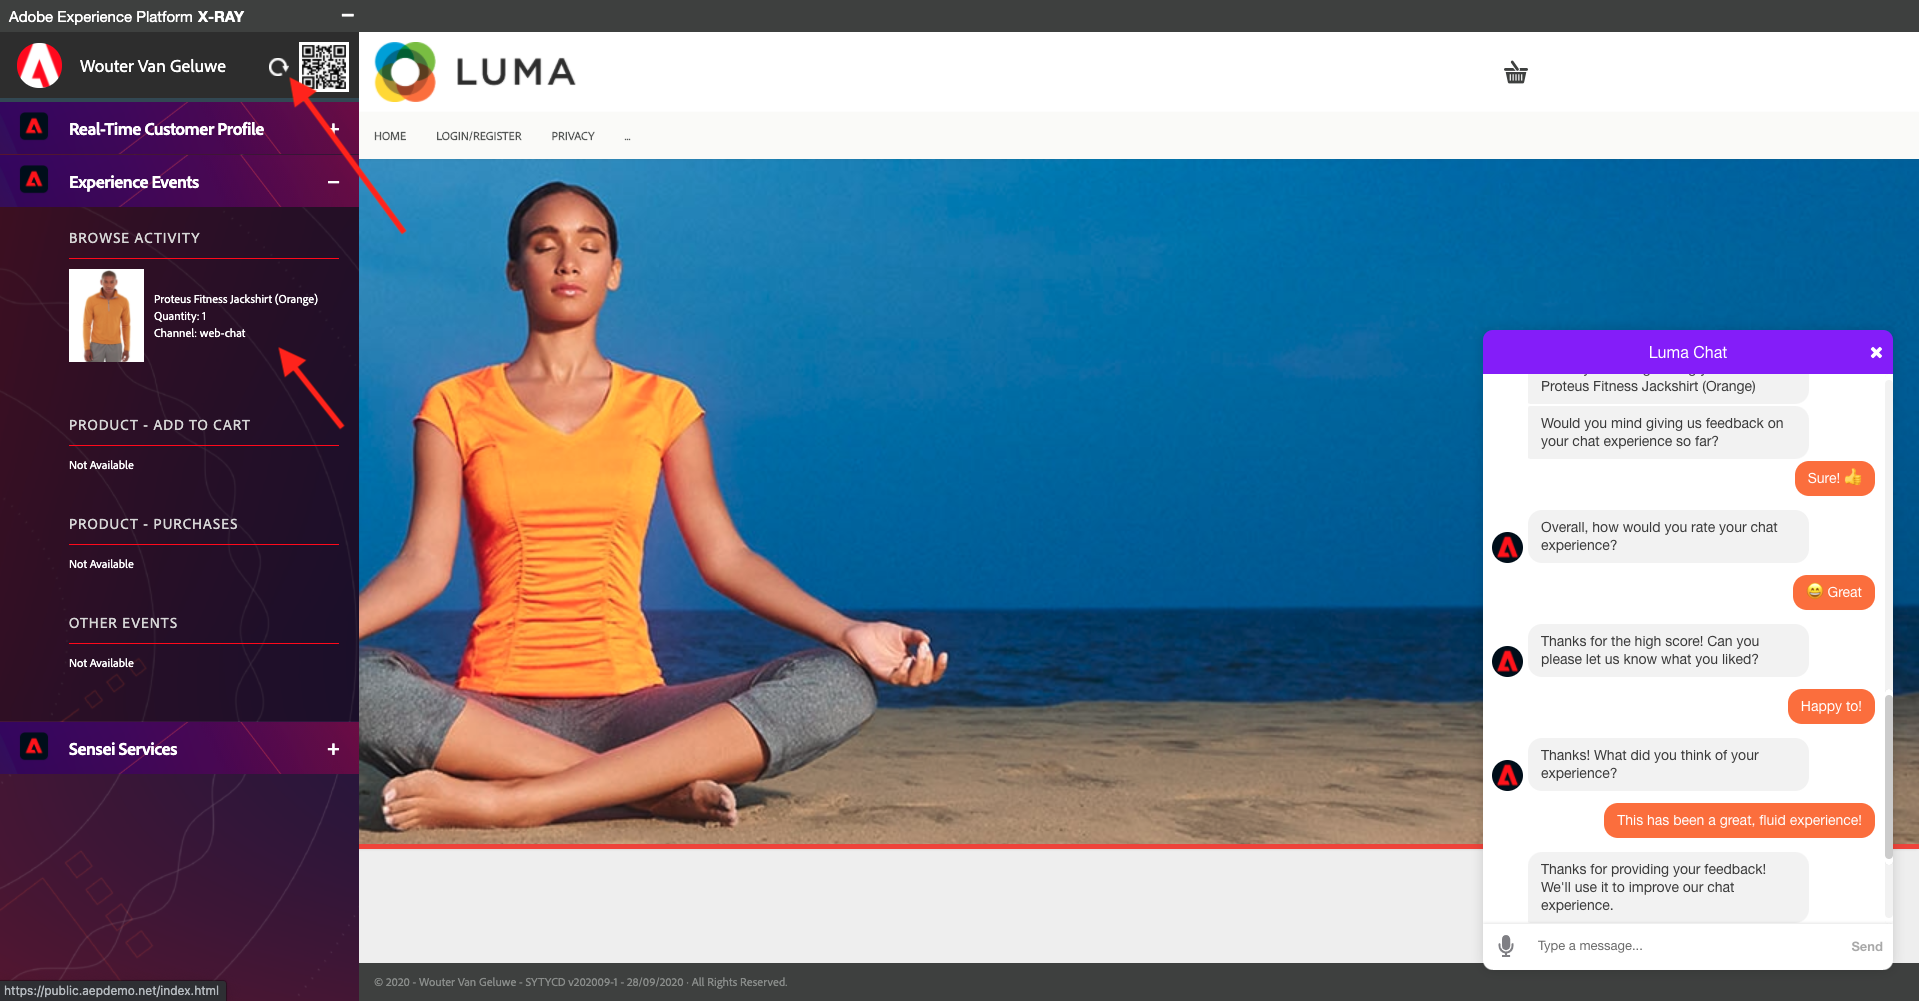 Adobe Experience Platform X-RAY
Wouter Van Geluwe
Real-Time Customer Profile
Experience Events
BROWSE ACTIVITY
Proteus Fitness Jackshirt (Orange)
Quantity: 1
Channel: web-chat
PRODUCT - ADD TO CART
Not Available
PRODUCT - PURCHASES
Not Available
OTHER EVENTS
Not Available
Sensei Services
https://public.aepdemo.net/index.html
LUMA
HOME LOGIN/REGISTER PRIVACY ...
Luma Chat
Proteus Fitness Jackshirt (Orange)
Would you mind giving us feedback on
your chat experience so far?
Sure! 👍
Overall, how would you rate your chat
experience?
😄 Great
Thanks for the high score! Can you
please let us know what you liked?
Happy to!
Thanks! What did you think of your
experience?
This has been a great, fluid experience!
Thanks for providing your feedback!
We'll use it to improve our chat
experience.
Type a message... Send
© 2020 - Wouter Van Geluwe - SYTYCD v202009-1 - 28/09/2020 · All Rights Reserved.